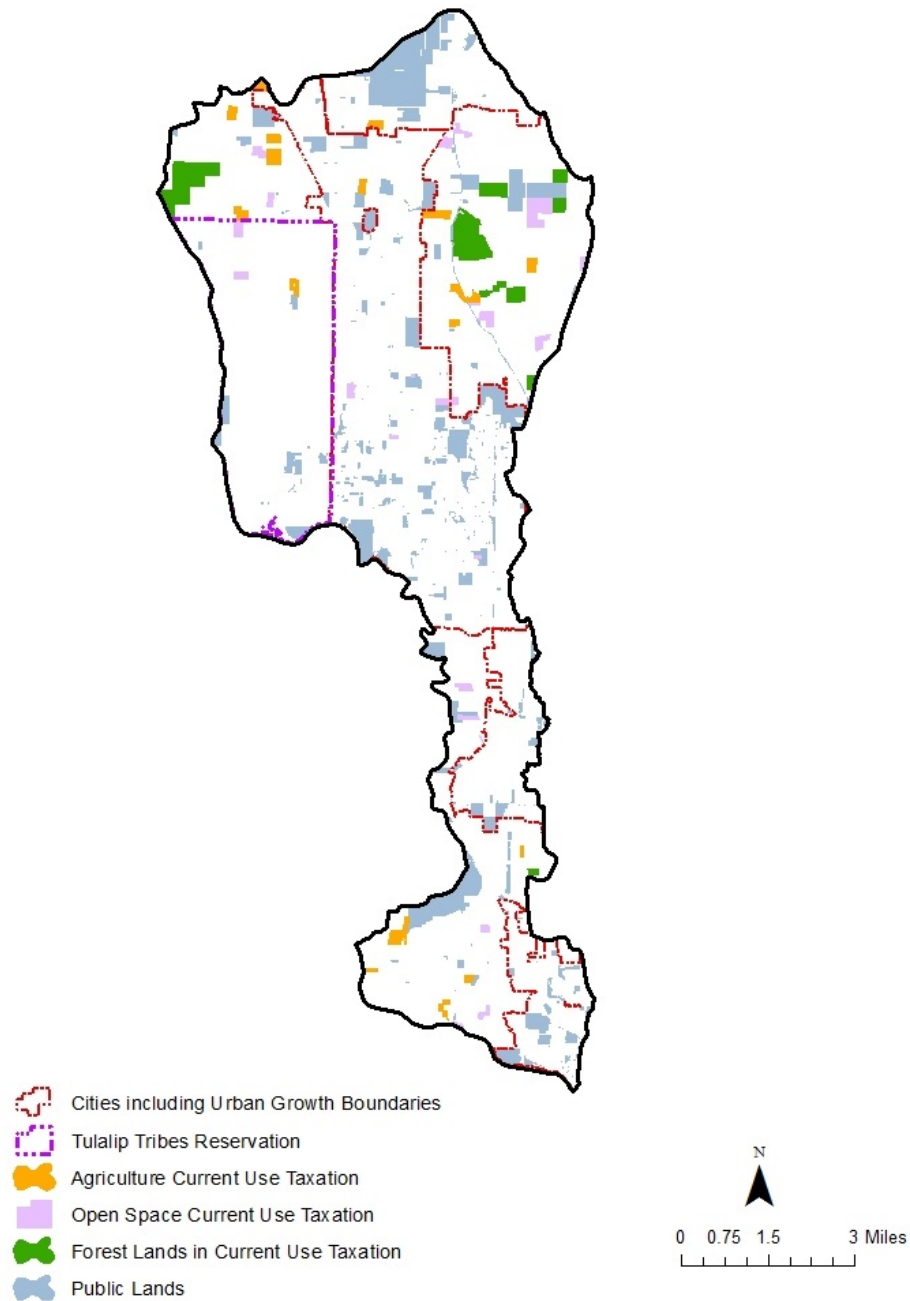 Cities including Urban Growth Boundaries
Tulalip Tribes Reservation
Agriculture Current Use Taxation
Open Space Current Use Taxation
Forest Lands in Current Use Taxation
Public Lands
N
0 0.75 1.5 3 Miles